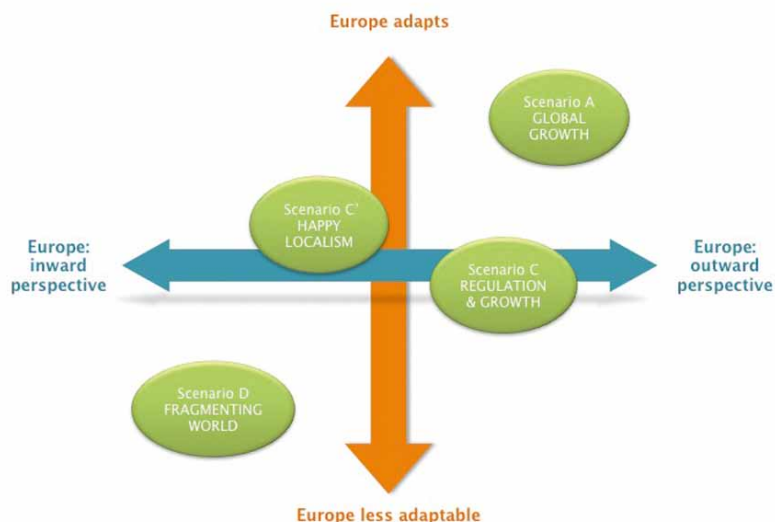 Europe adapts
Scenario A
GLOBAL
GROWTH
Scenario C'
HAPPY
LOCALISM
Europe:
inward
perspective
Scenario C
REGULATION
& GROWTH
Europe:
outward
perspective
Scenario D
FRAGMENTING
WORLD
Europe less adaptable